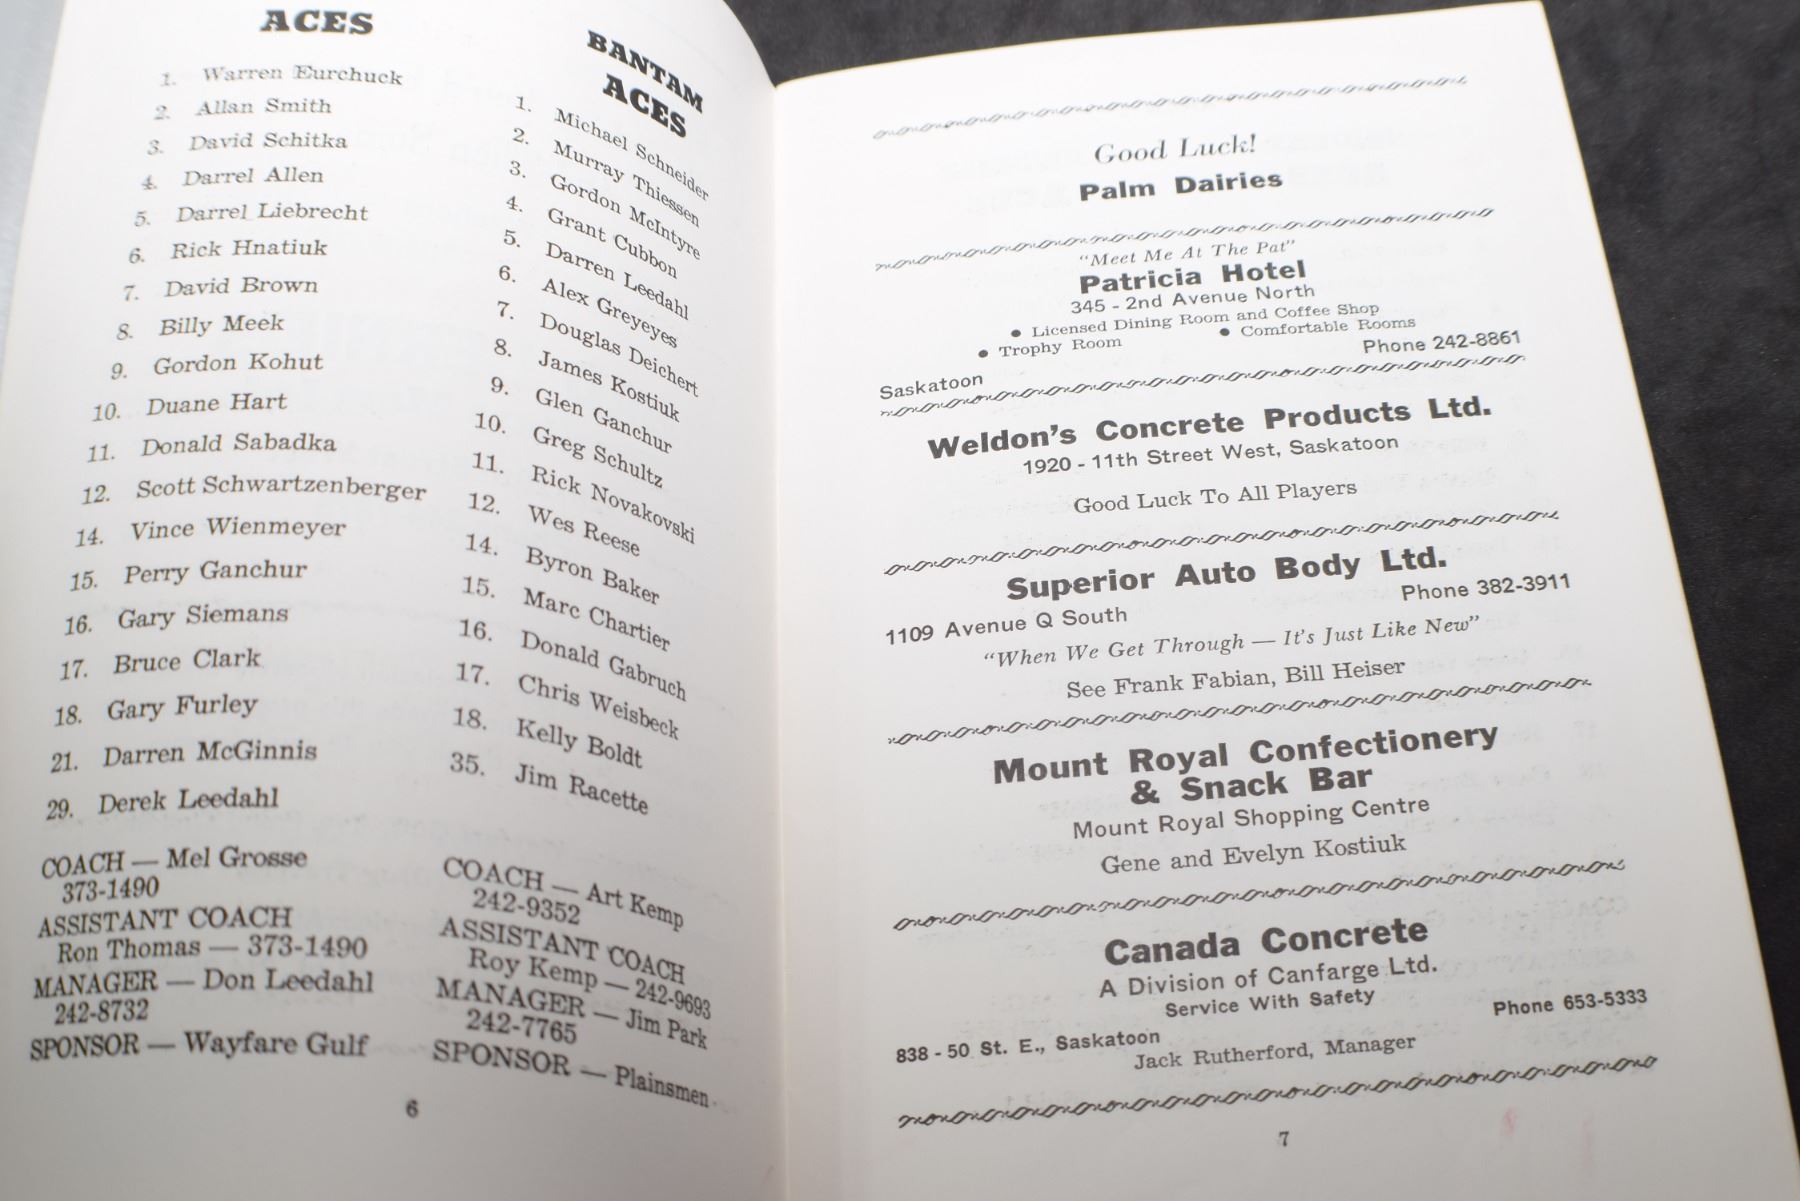 ACES
1. Warren Eurchuck
2. Allan Smith
3. David Schitka
4. Darrel Allen
5. Darrel Liebrecht
6. Rick Hnatiuk
7. David Brown
8. Billy Meek
9. Gordon Kohut
10. Duane Hart
11. Donald Sabadka
12. Scott Schwartzenberger
14. Vince Wienmeyer
15. Perry Ganchur
16. Gary Siemans
17. Bruce Clark
18. Gary Furley
21. Darren McGinnis
29. Derek Leedahl
COACH — Mel Grosse
373-1490
ASSISTANT COACH
Ron Thomas — 373-1490
MANAGER — Don Leedahl
242-8732
SPONSOR — Wayfare Gulf
BANTAM
ACES
1. Michael Schneider
2. Murray Thiessen
3. Gordon McIntyre
4. Grant Cubbon
5. Darren Leedahl
6. Alex Greyeyes
7. Douglas Deichert
8. James Kostiuk
9. Glen Ganchur
10. Greg Schultz
11. Rick Novakovski
12. Wes Reese
14. Byron Baker
15. Marc Chartier
16. Donald Gabruch
17. Chris Weisbeck
18. Kelly Boldt
35. Jim Racette
COACH — Art Kemp
242-9352
ASSISTANT COACH
Roy Kemp — 242-9693
MANAGER — Jim Park
242-7765
SPONSOR — Plainsmen
6
Good Luck!
Palm Dairies
"Meet Me At The Pat"
Patricia Hotel
345 - 2nd Avenue North
● Licensed Dining Room and Coffee Shop
● Trophy Room ● Comfortable Rooms
Saskatoon Phone 242-8861
Weldon's Concrete Products Ltd.
1920 - 11th Street West, Saskatoon
Good Luck To All Players
Superior Auto Body Ltd.
1109 Avenue Q South Phone 382-3911
"When We Get Through — It's Just Like New"
See Frank Fabian, Bill Heiser
Mount Royal Confectionery
& Snack Bar
Mount Royal Shopping Centre
Gene and Evelyn Kostiuk
Canada Concrete
A Division of Canfarge Ltd.
Service With Safety
838 - 50 St. E., Saskatoon Phone 653-5333
Jack Rutherford, Manager
7